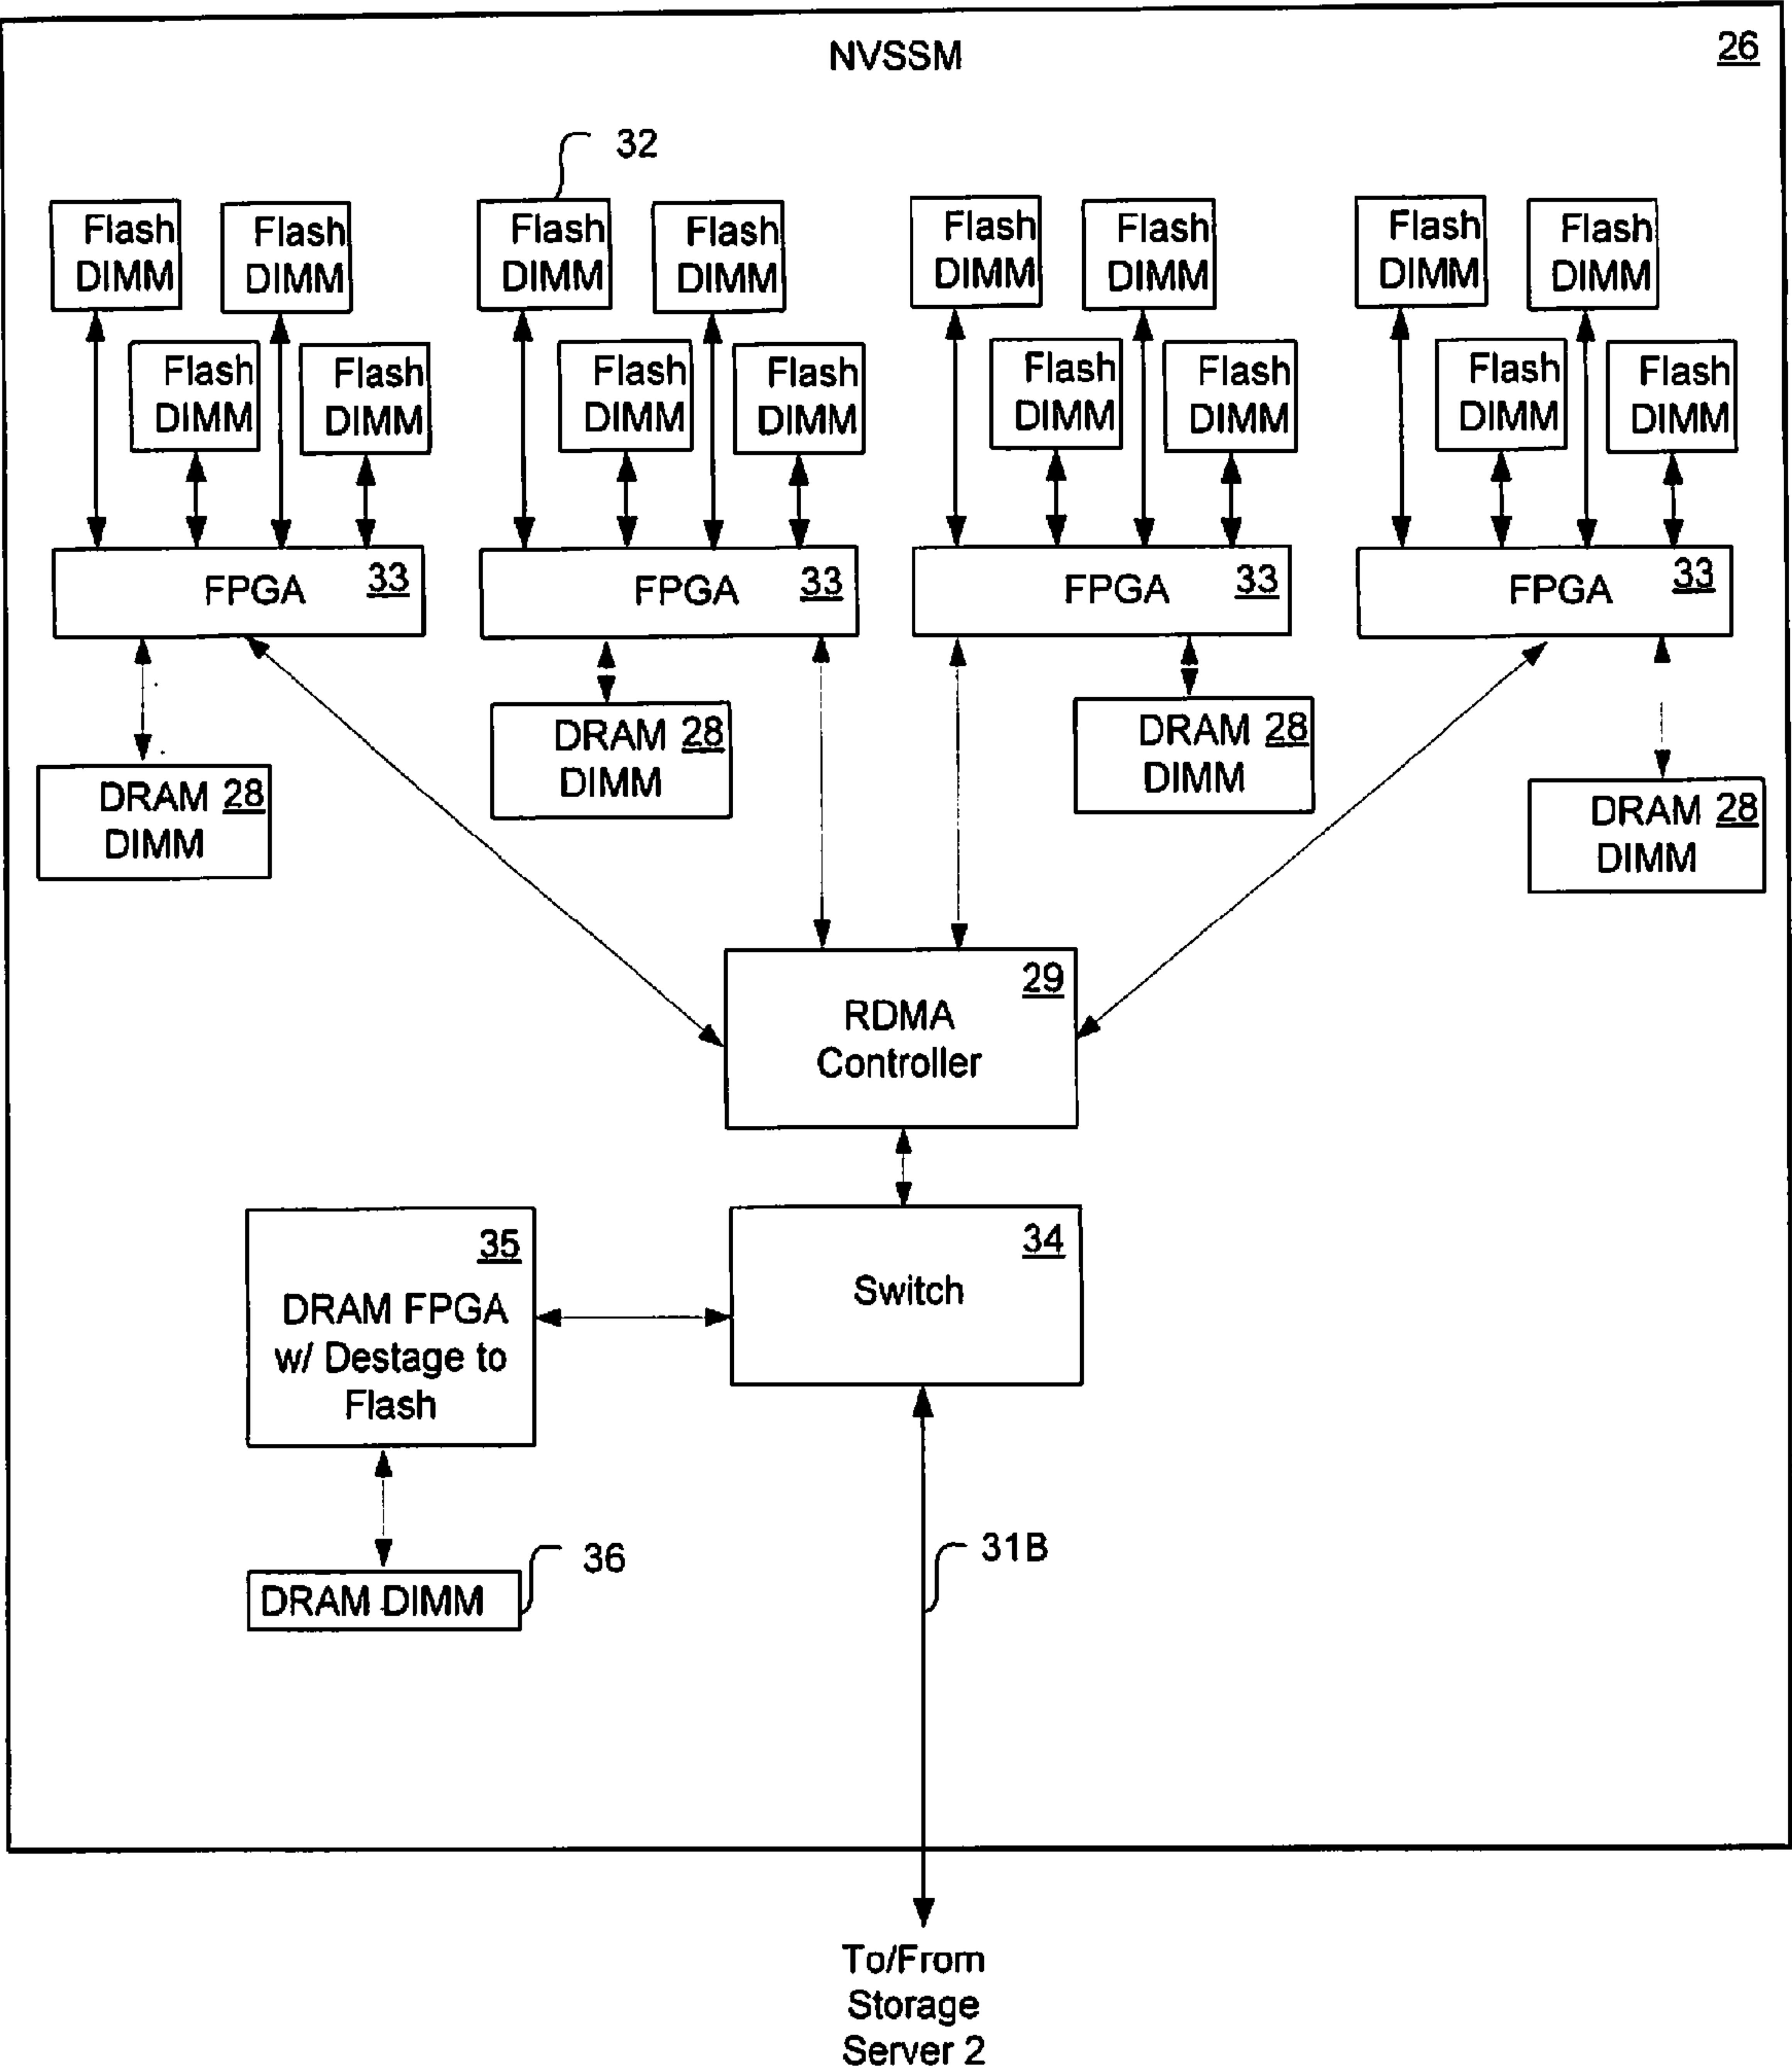 NVSSM
26
32
Flash
DIMM
Flash
DIMM
Flash
DIMM
Flash
DIMM
Flash
DIMM
Flash
DIMM
Flash
DIMM
Flash
DIMM
Flash
DIMM
Flash
DIMM
Flash
DIMM
Flash
DIMM
Flash
DIMM
Flash
DIMM
Flash
DIMM
Flash
DIMM
FPGA 33
FPGA 33
FPGA 33
FPGA 33
DRAM 28
DIMM
DRAM 28
DIMM
DRAM 28
DIMM
DRAM 28
DIMM
29
RDMA
Controller
34
Switch
35
DRAM FPGA
w/ Destage to
Flash
36
DRAM DIMM
31B
To/From
Storage
Server 2